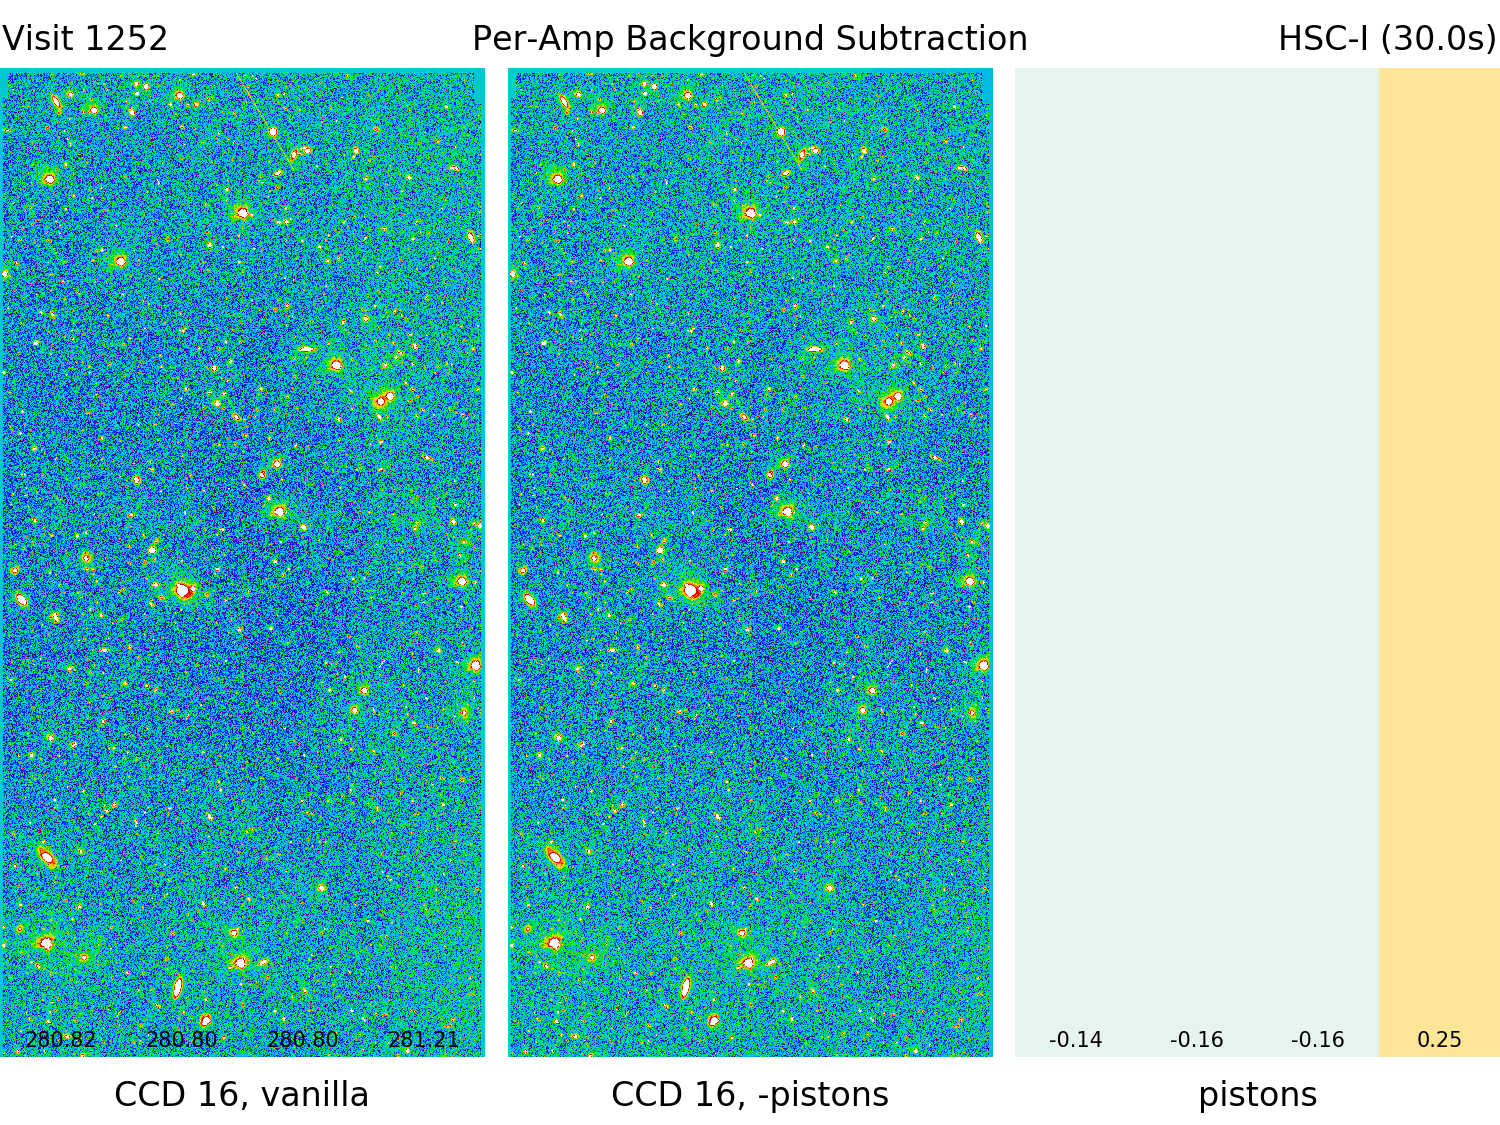 Visit 1252 Per-Amp Background Subtraction HSC-I (30.0s)
280.82 280.80 280.80 281.21 -0.14 -0.16 -0.16 0.25
CCD 16, vanilla CCD 16, -pistons pistons